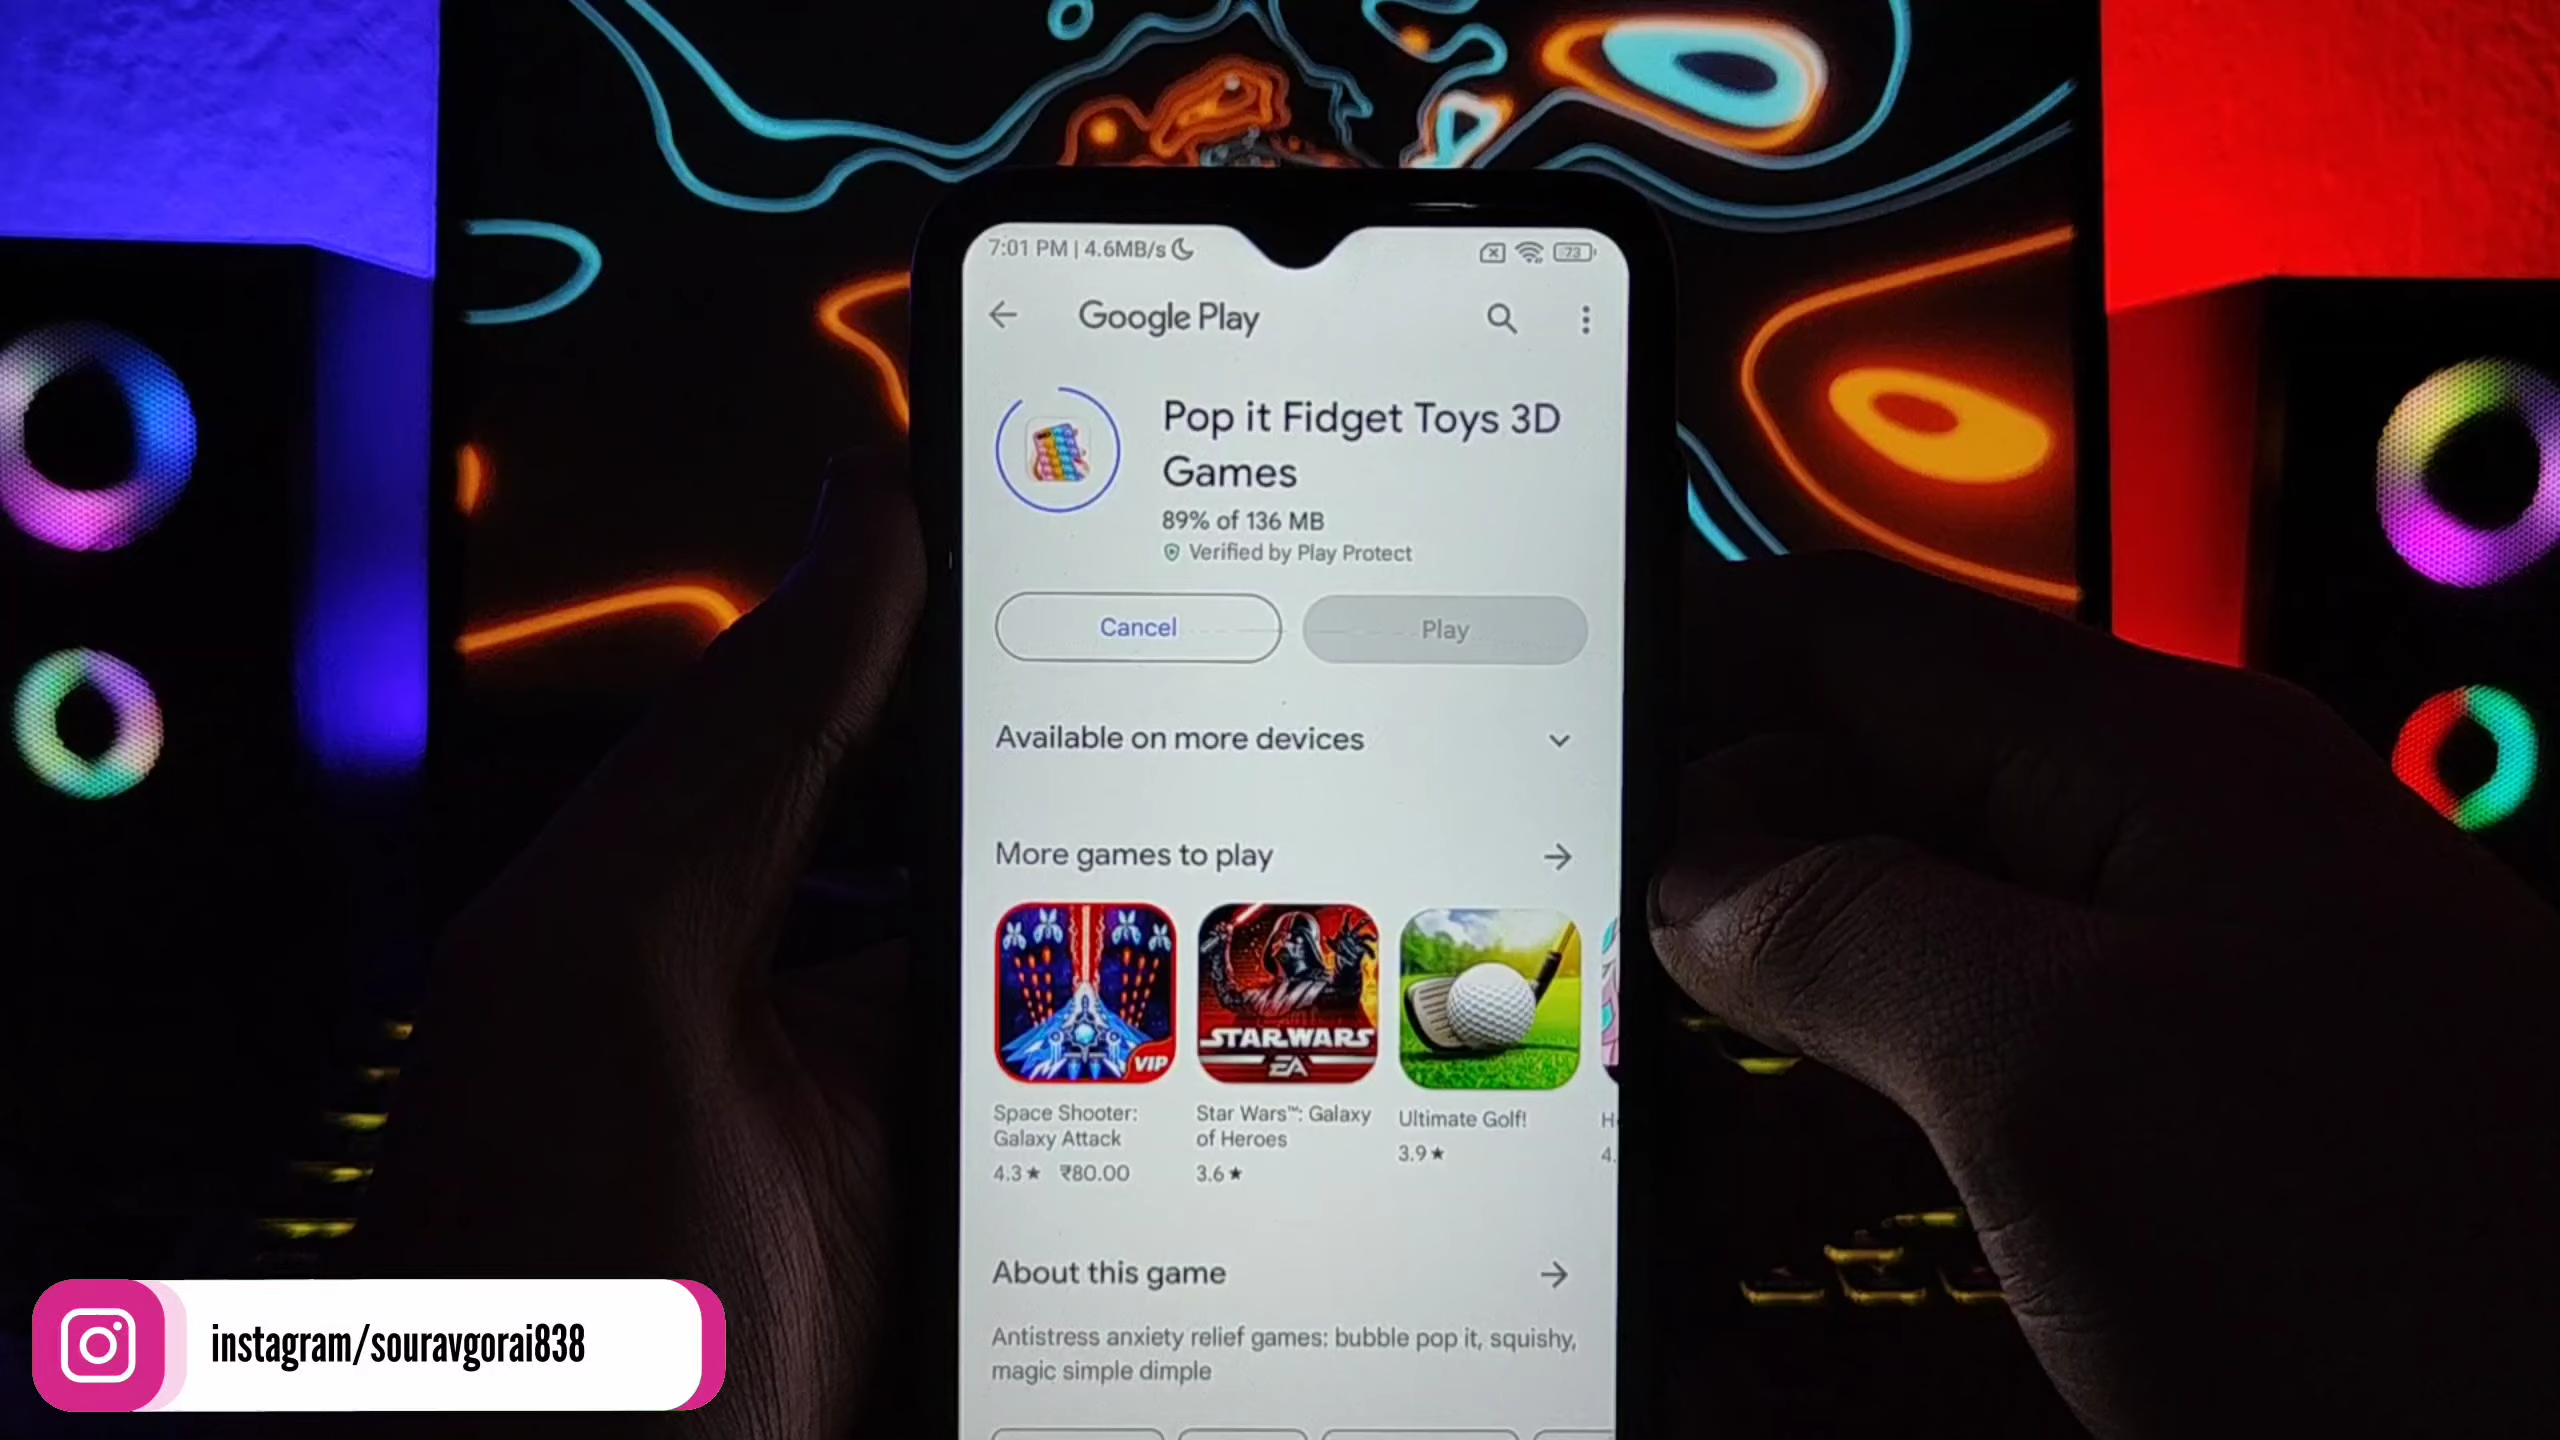 7:01 PM | 4.6MB/s
73
Google Play
Pop it Fidget Toys 3D
Games
89% of 136 MB
Verified by Play Protect
Cancel
Play
Available on more devices
More games to play
VIP
STAR WARS
EA
Space Shooter:
Galaxy Attack
4.3★ ₹80.00
Star Wars™: Galaxy
of Heroes
3.6★
Ultimate Golf!
3.9★
About this game
Antistress anxiety relief games: bubble pop it, squishy,
magic simple dimple
instagram/souravgorai838